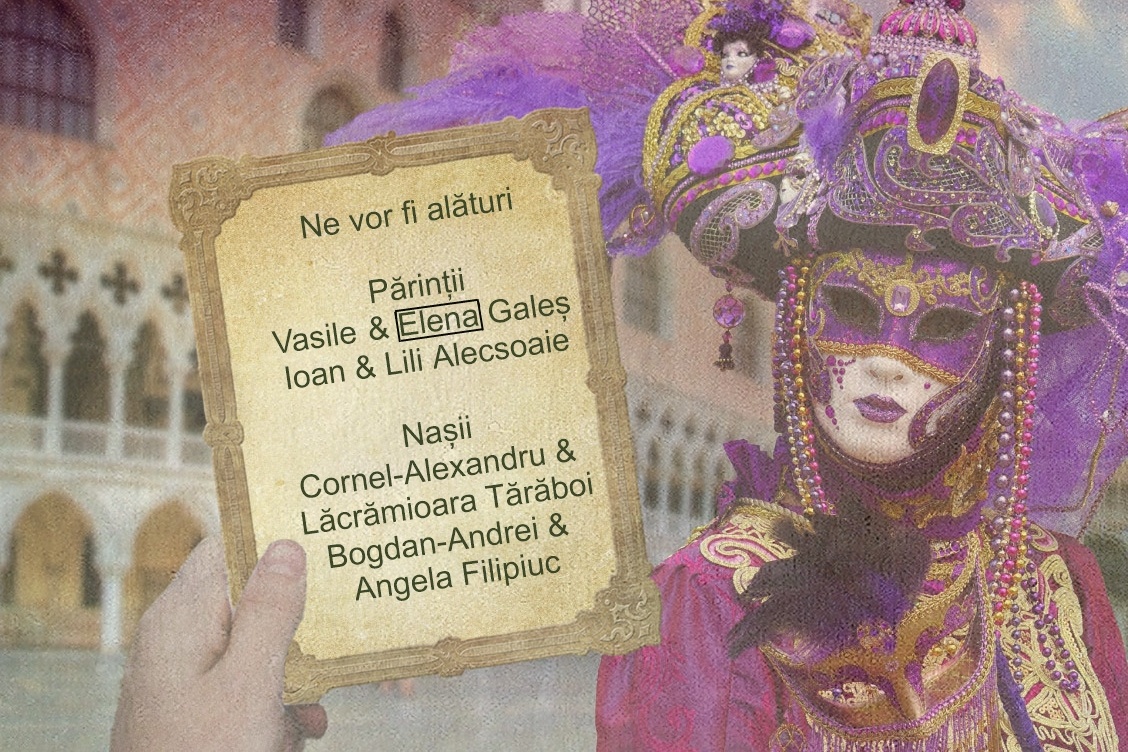 Ne vor fi alături
Părinții
Vasile & Elena Galeș
Ioan & Lili Alecsoaie
Nașii
Cornel-Alexandru &
Lăcrămioara Tărăboi
Bogdan-Andrei &
Angela Filipiuc